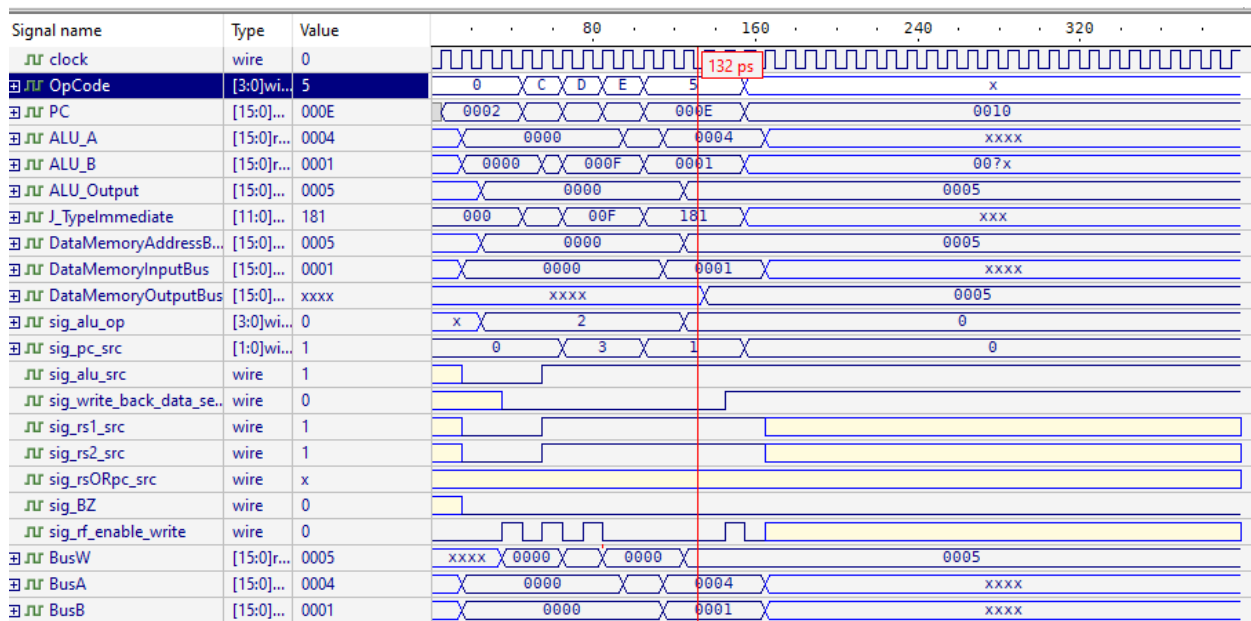 Signal name Type Value 80 160 240 320
clock wire 0 132 ps
OpCode [3:0]wi... 5 0 C D E 5 x
PC [15:0]... 000E 0002 000E 0010
ALU_A [15:0]r... 0004 0000 0004 xxxx
ALU_B [15:0]r... 0001 0000 000F 0001 00?x
ALU_Output [15:0]... 0005 0000 0005
J_TypeImmediate [11:0]... 181 000 00F 181 xxx
DataMemoryAddressB... [15:0]... 0005 0000 0005
DataMemoryInputBus [15:0]... 0001 0000 0001 xxxx
DataMemoryOutputBus [15:0]... xxxx xxxx 0005
sig_alu_op [3:0]wi... 0 x 2 0
sig_pc_src [1:0]wi... 1 0 3 1 0
sig_alu_src wire 1
sig_write_back_data_se... wire 0
sig_rs1_src wire 1
sig_rs2_src wire 1
sig_rsORpc_src wire x
sig_BZ wire 0
sig_rf_enable_write wire 0
BusW [15:0]r... 0005 xxxx 0000 0000 0005
BusA [15:0]... 0004 0000 0004 xxxx
BusB [15:0]... 0001 0000 0001 xxxx